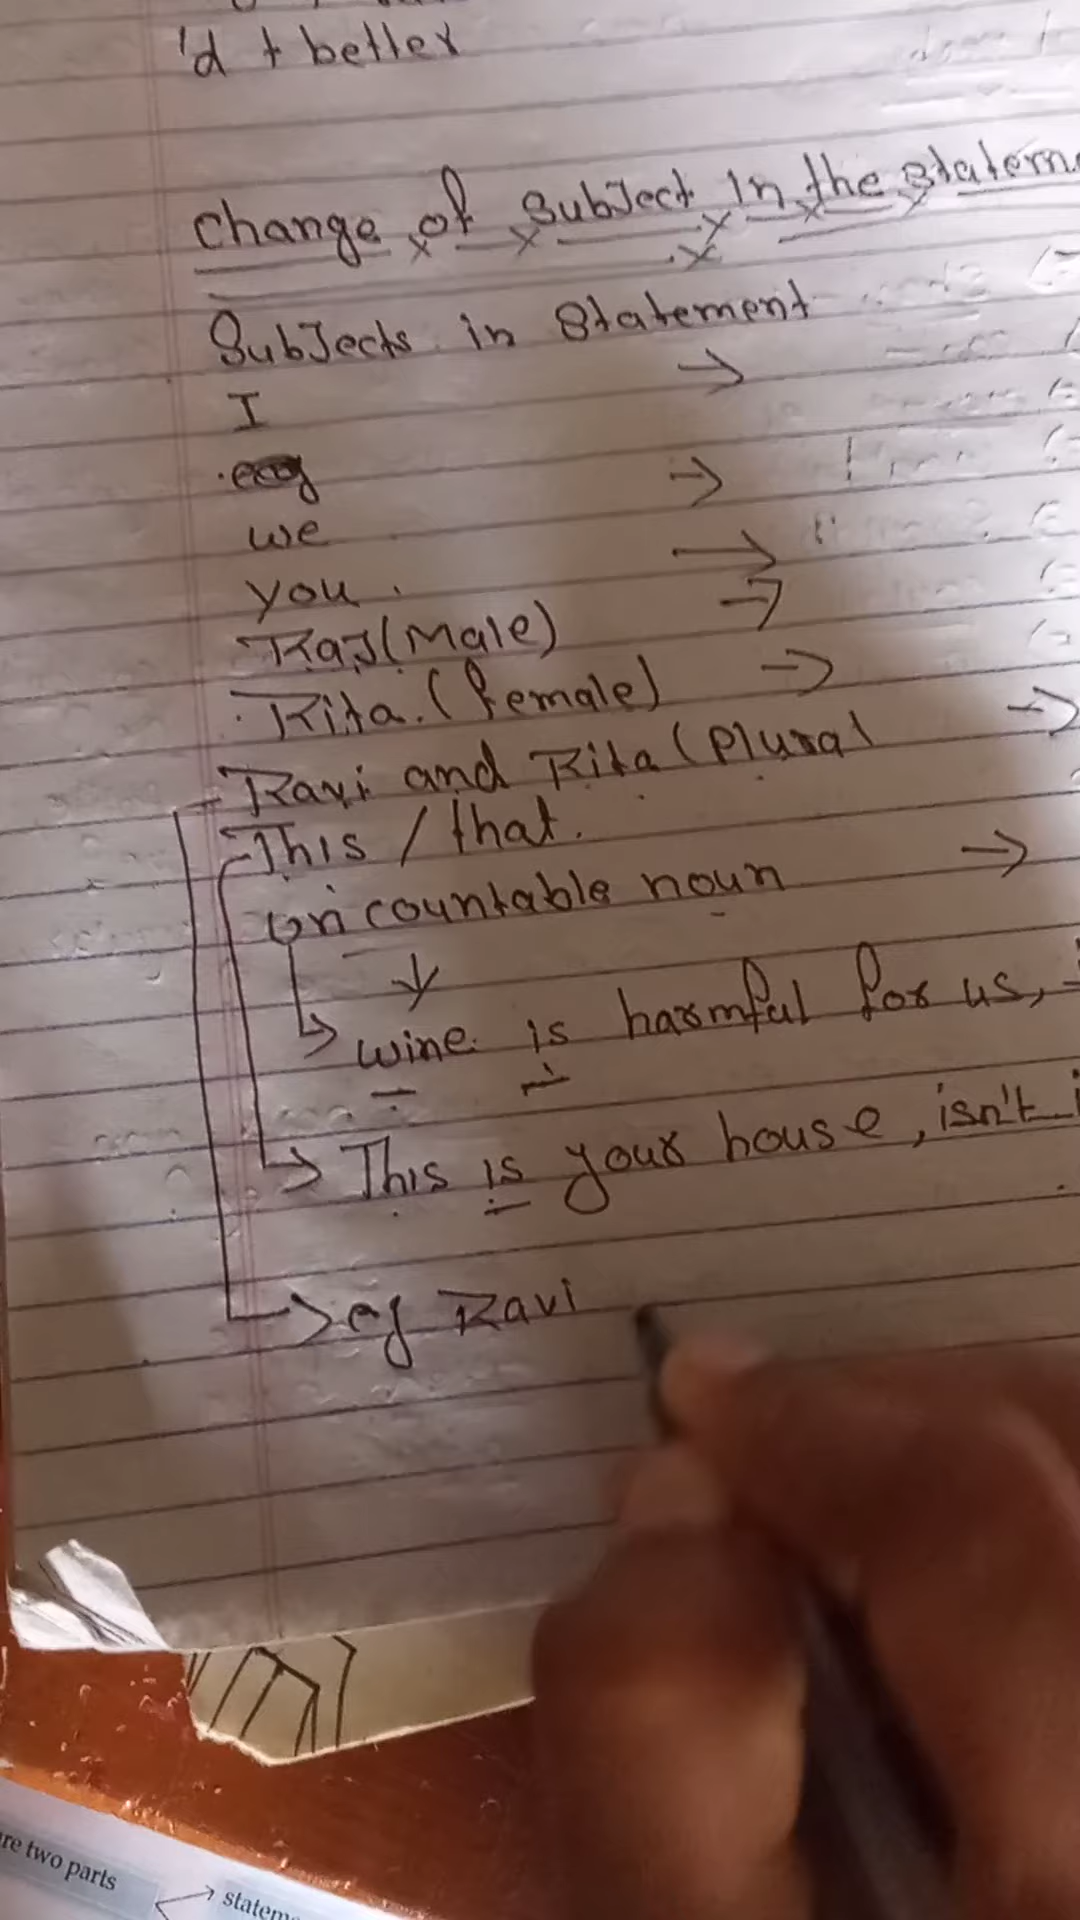 'd + better
Change of Subject in the Statem
Subjects in Statement
I →
→
we
you. →
Raj (Male) →
Rita. (female) →
Ravi and Rita (Plural →
This / that.
Uncountable noun →
↓
→ wine is harmful for us,
→ This is your house, isn't i
→ eg Ravi
re two parts
→ statem